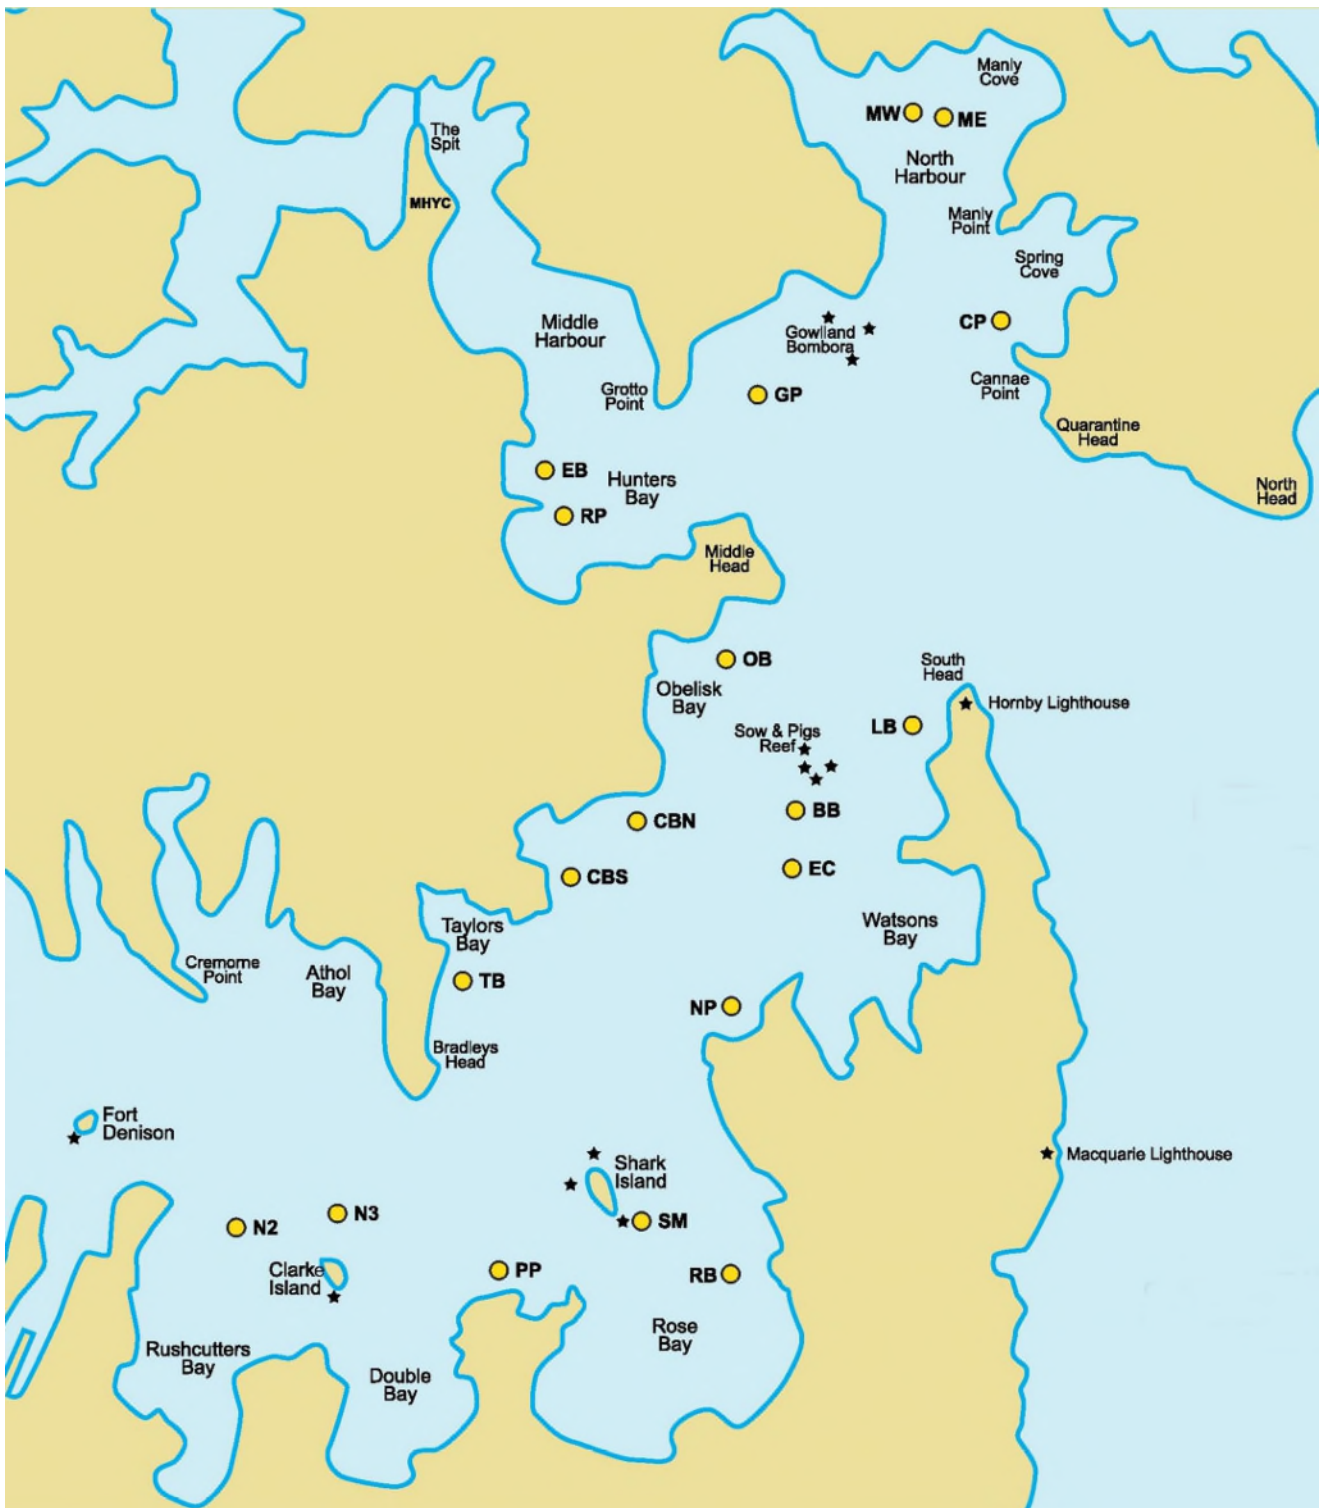 Manly
Cove
MW
ME
The
Spit
North
Harbour
MHYC
Manly
Point
Spring
Cove
Middle
Harbour
CP
Gowlland
Bombora
Grotto
Point
GP
Cannae
Point
Quarantine
Head
EB
Hunters
Bay
North
Head
RP
Middle
Head
OB
South
Head
Obelisk
Bay
Hornby Lighthouse
LB
Sow & Pigs
Reef
CBN
BB
CBS
EC
Taylors
Bay
Watsons
Bay
Cremorne
Point
Athol
Bay
TB
NP
Bradleys
Head
Fort
Denison
Macquarie Lighthouse
Shark
Island
N2
N3
SM
Clarke
Island
PP
RB
Rose
Bay
Rushcutters
Bay
Double
Bay